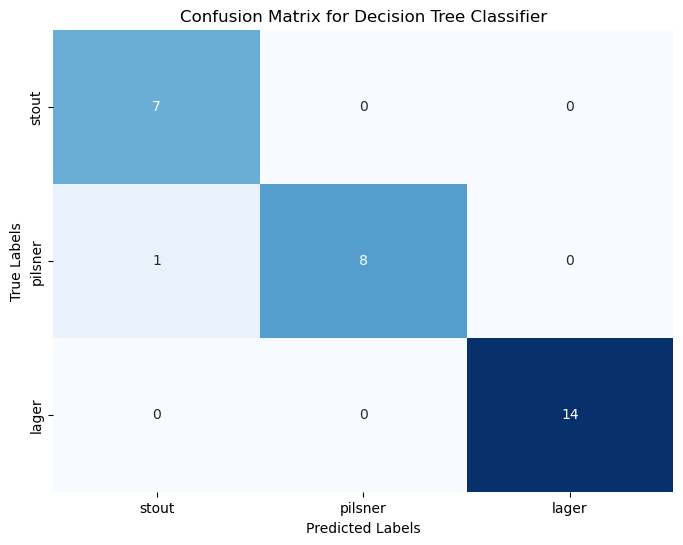 Confusion Matrix for Decision Tree Classifier
True Labels
stout 7 0 0
pilsner 1 8 0
lager 0 0 14
stout pilsner lager
Predicted Labels